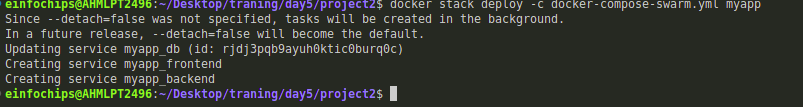 einfochips@AHMLPT2496:~/Desktop/traning/day5/project2$ docker stack deploy -c docker-compose-swarm.yml myapp
Since --detach=false was not specified, tasks will be created in the background.
In a future release, --detach=false will become the default.
Updating service myapp_db (id: rjdj3pqb9ayuh0ktic0burq0c)
Creating service myapp_frontend
Creating service myapp_backend
einfochips@AHMLPT2496:~/Desktop/traning/day5/project2$